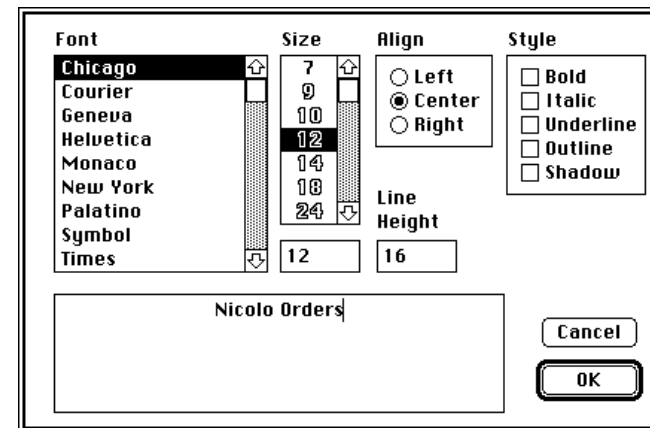 Font
Chicago
Courier
Geneva
Helvetica
Monaco
New York
Palatino
Symbol
Times
Size
7
9
10
12
14
18
24
12
Align
Left
Center
Right
Line
Height
16
Style
Bold
Italic
Underline
Outline
Shadow
Nicolo Orders
Cancel
OK